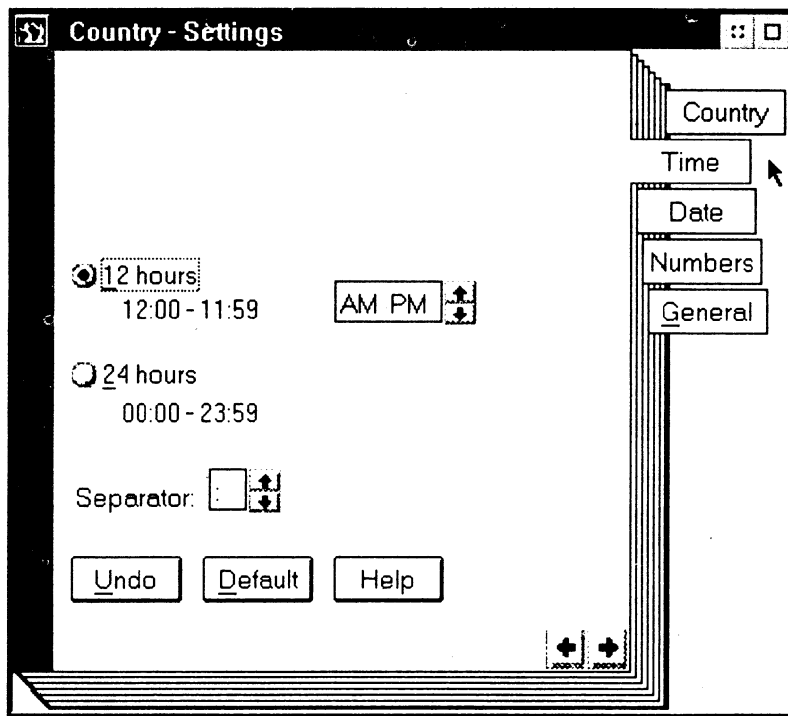 Country - Settings
Country
Time
Date
Numbers
General
12 hours
12:00 - 11:59
AM PM
24 hours
00:00 - 23:59
Separator: :
Undo Default Help